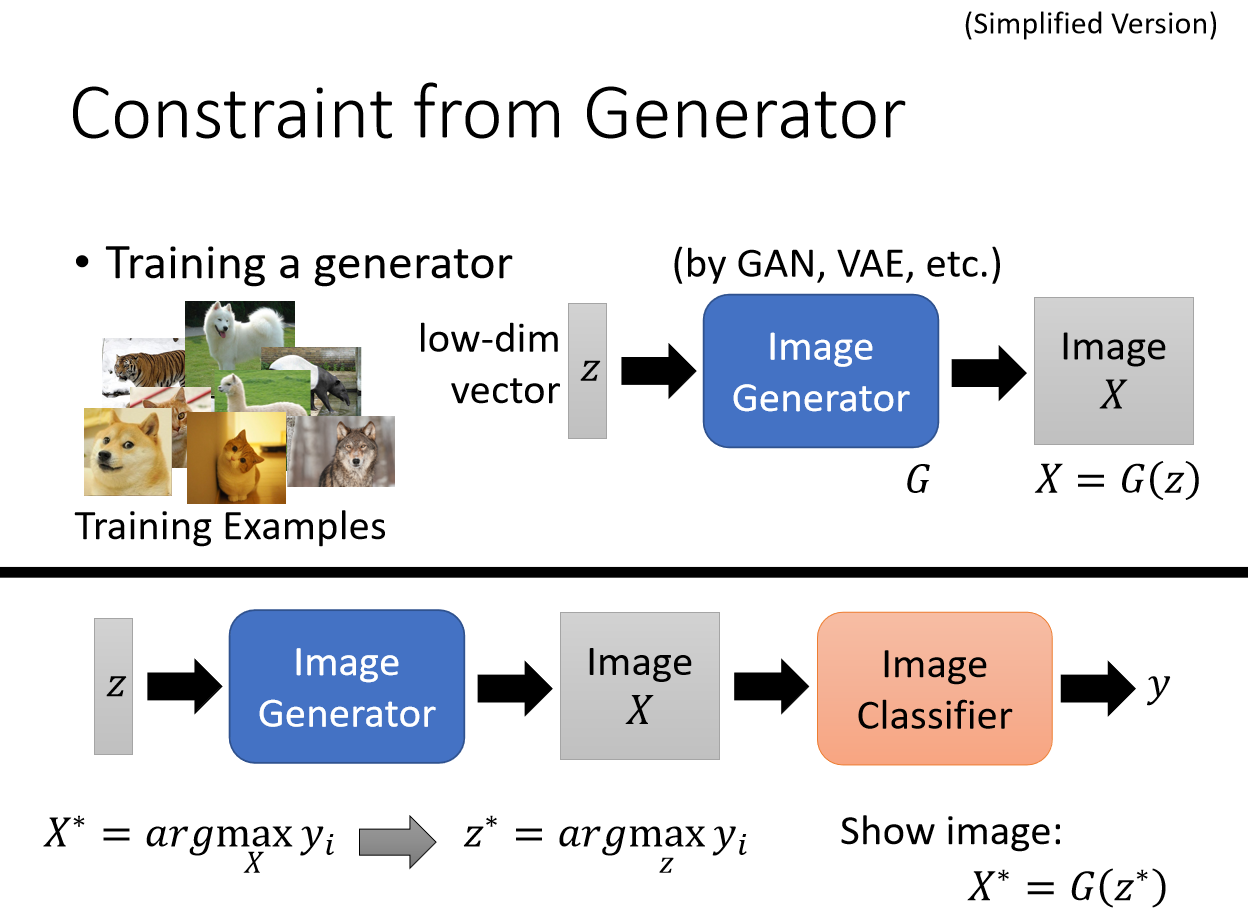 (Simplified Version)
Constraint from Generator
• Training a generator
(by GAN, VAE, etc.)
low-dim
vector
z
Image
Generator
Image
X
G
X = G(z)
Training Examples
z
Image
Generator
Image
X
Image
Classifier
y
X* = arg max_X y_i
z* = arg max_z y_i
Show image:
X* = G(z*)